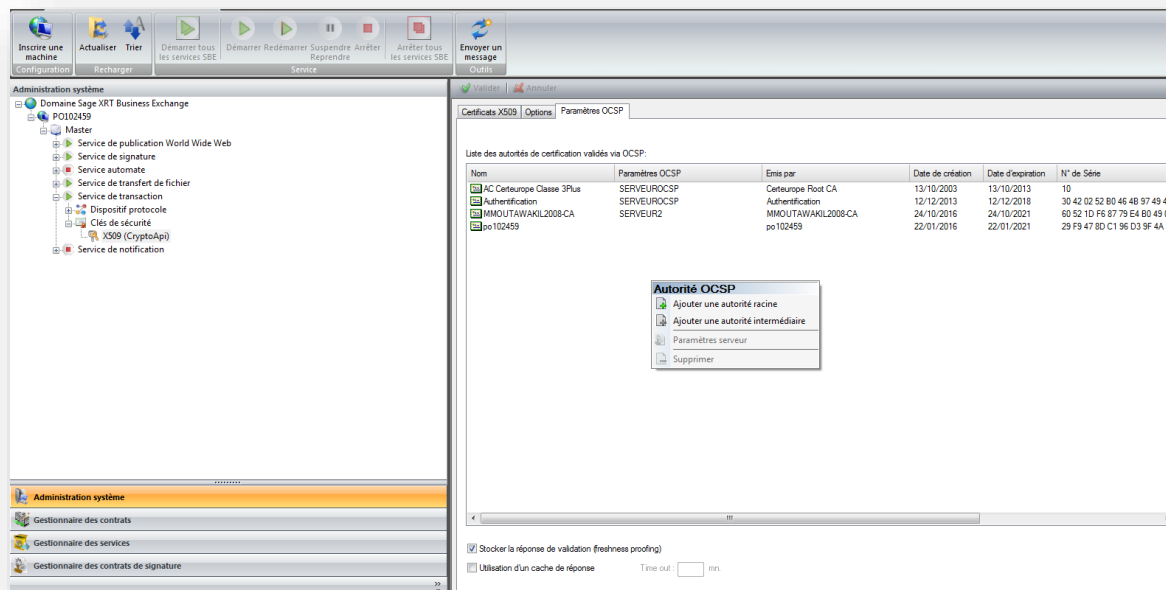 Inscrire une machine
Actualiser Trier
Démarrer tous les services SBE
Démarrer Redémarrer Suspendre Reprendre Arrêter
Arrêter tous les services SBE
Envoyer un message
Configuration Recharger Service Outils
Administration système
Domaine Sage XRT Business Exchange
PO102459
Master
Service de publication World Wide Web
Service de signature
Service automate
Service de transfert de fichier
Service de transaction
Dispositif protocole
Clés de sécurité
X509 (CryptoApi)
Service de notification
Administration système
Gestionnaire des contrats
Gestionnaire des services
Gestionnaire des contrats de signature
Valider Annuler
Certificats X509 Options Paramètres OCSP
Liste des autorités de certification validés via OCSP:
Nom Paramètres OCSP Emis par Date de création Date d'expiration N° de Série
AC Certeurope Classe 3Plus SERVEUROCSP Certeurope Root CA 13/10/2003 13/10/2013 10
Authentification SERVEUROCSP Authentification 12/12/2013 12/12/2018 30 42 02 52 B0 46 4B 97 49 4
MMOUTAWAKIL2008-CA SERVEUR2 MMOUTAWAKIL2008-CA 24/10/2016 24/10/2021 60 52 1D F6 87 79 E4 B0 49
po102459 po102459 22/01/2016 22/01/2021 29 F9 47 8D C1 96 D3 9F 4A
Autorité OCSP
Ajouter une autorité racine
Ajouter une autorité intermédiaire
Paramètres serveur
Supprimer
Stocker la réponse de validation (freshness proofing)
Utilisation d'un cache de réponse Time out : mn.